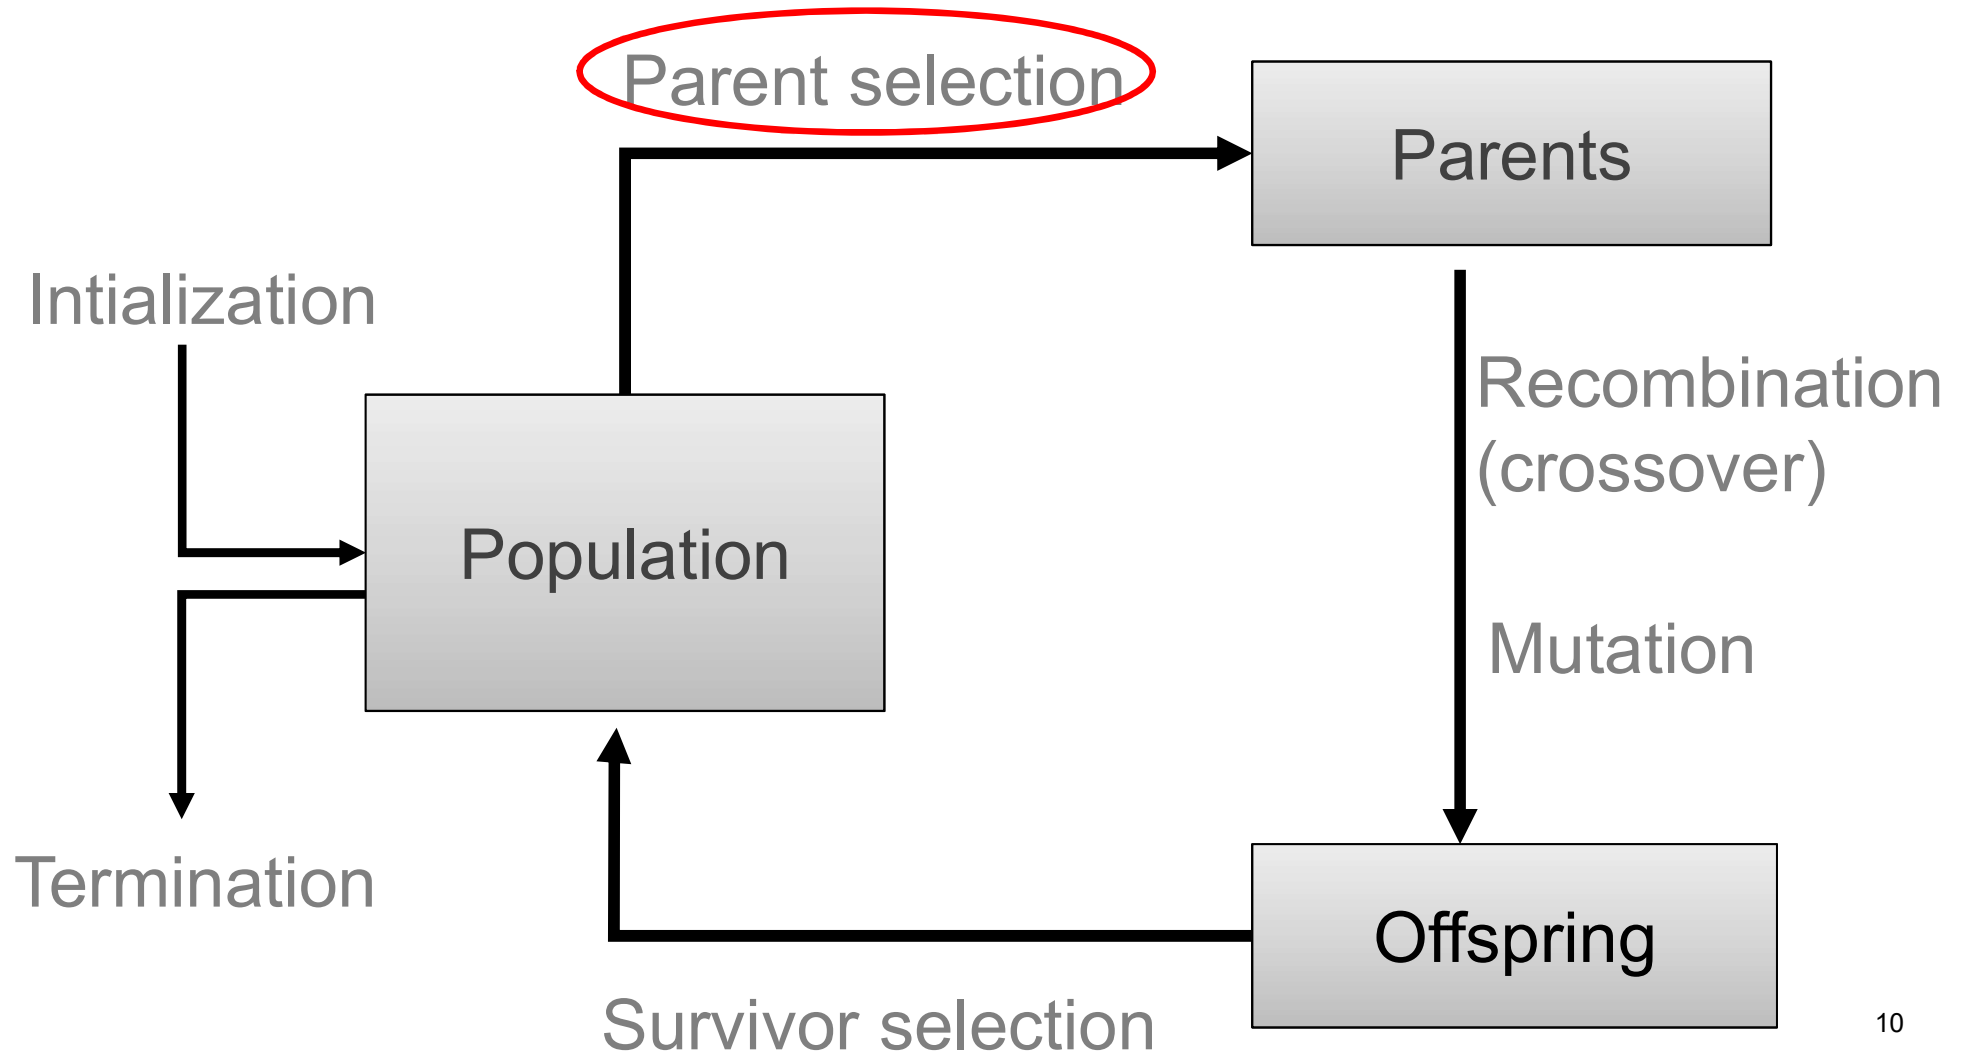 Parent selection
Parents
Intialization
Recombination
(crossover)
Population
Mutation
Termination
Offspring
Survivor selection
10